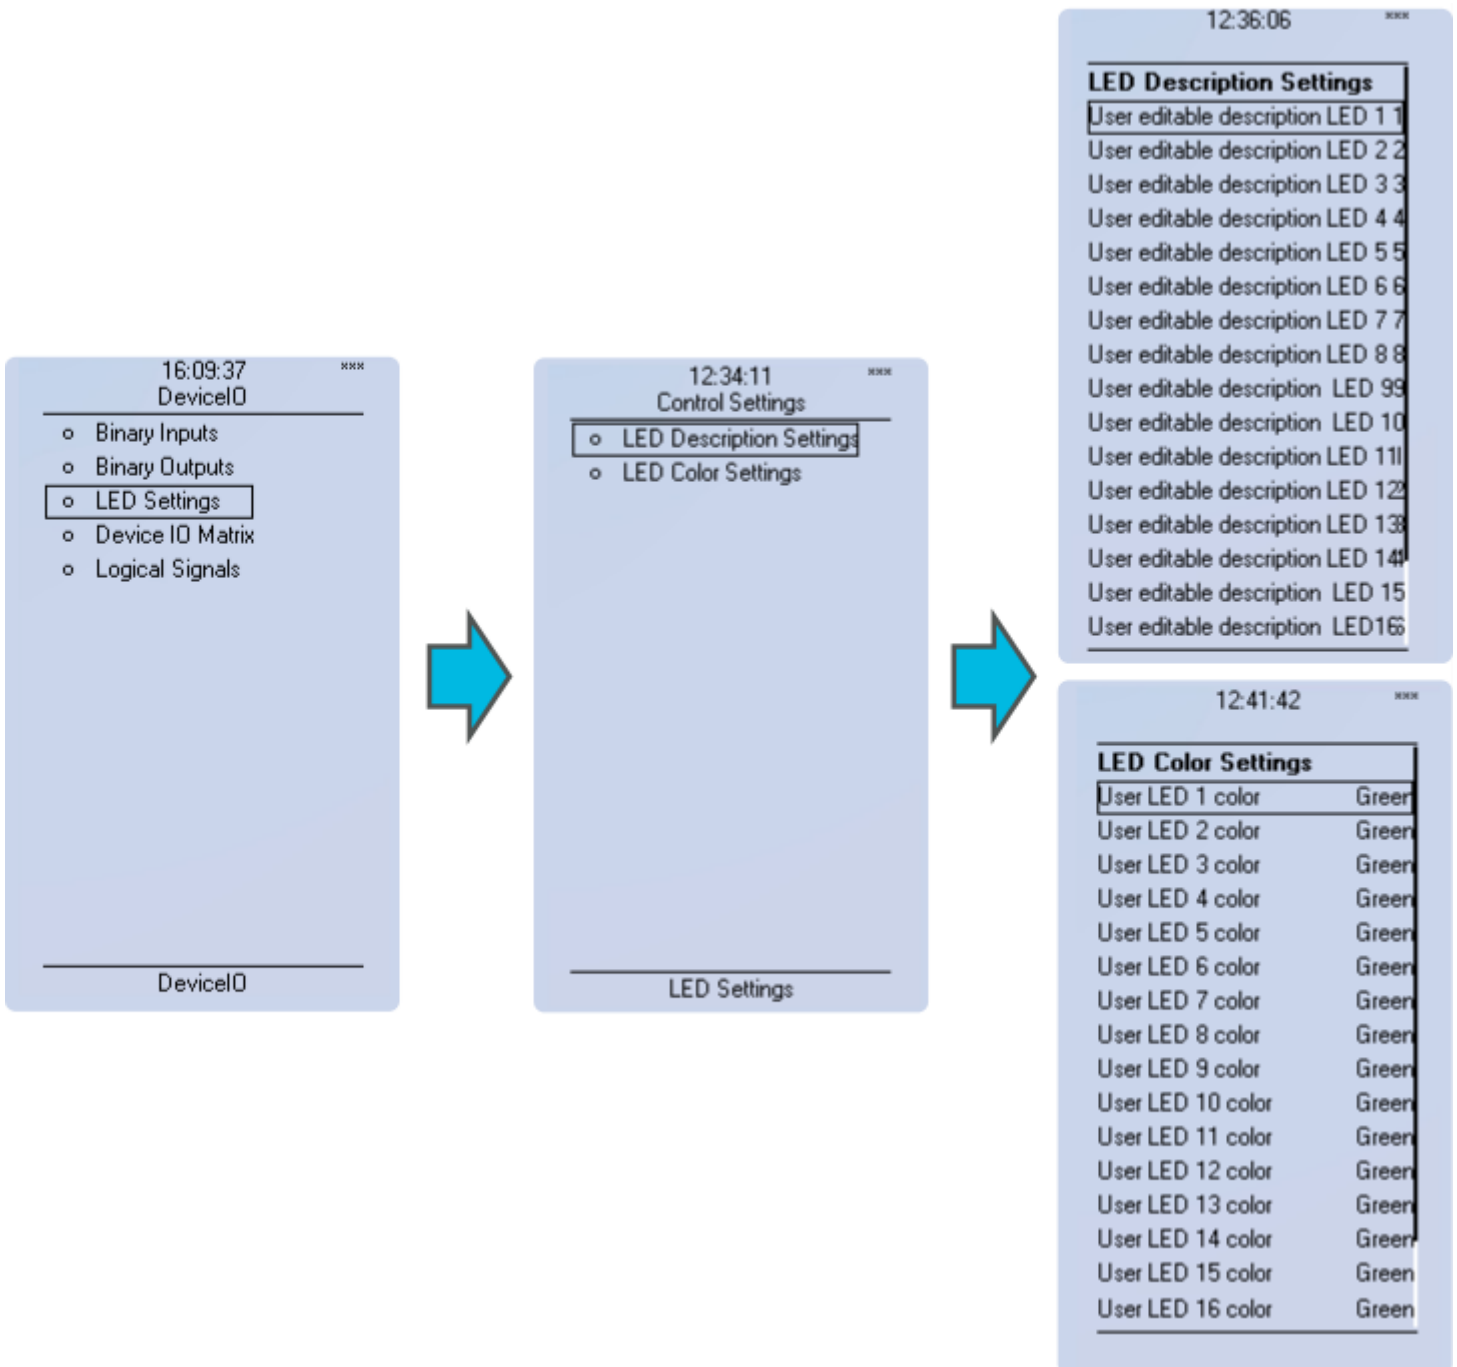 16:09:37 ***
DeviceIO
Binary Inputs
Binary Outputs
LED Settings
Device IO Matrix
Logical Signals
DeviceIO
12:34:11 ***
Control Settings
LED Description Settings
LED Color Settings
LED Settings
12:36:06 ***
LED Description Settings
User editable description LED 1 1
User editable description LED 2 2
User editable description LED 3 3
User editable description LED 4 4
User editable description LED 5 5
User editable description LED 6 6
User editable description LED 7 7
User editable description LED 8 8
User editable description LED 99
User editable description LED 10
User editable description LED 11
User editable description LED 12
User editable description LED 13
User editable description LED 14
User editable description LED 15
User editable description LED16
12:41:42 ***
LED Color Settings
User LED 1 color Green
User LED 2 color Green
User LED 3 color Green
User LED 4 color Green
User LED 5 color Green
User LED 6 color Green
User LED 7 color Green
User LED 8 color Green
User LED 9 color Green
User LED 10 color Green
User LED 11 color Green
User LED 12 color Green
User LED 13 color Green
User LED 14 color Green
User LED 15 color Green
User LED 16 color Green